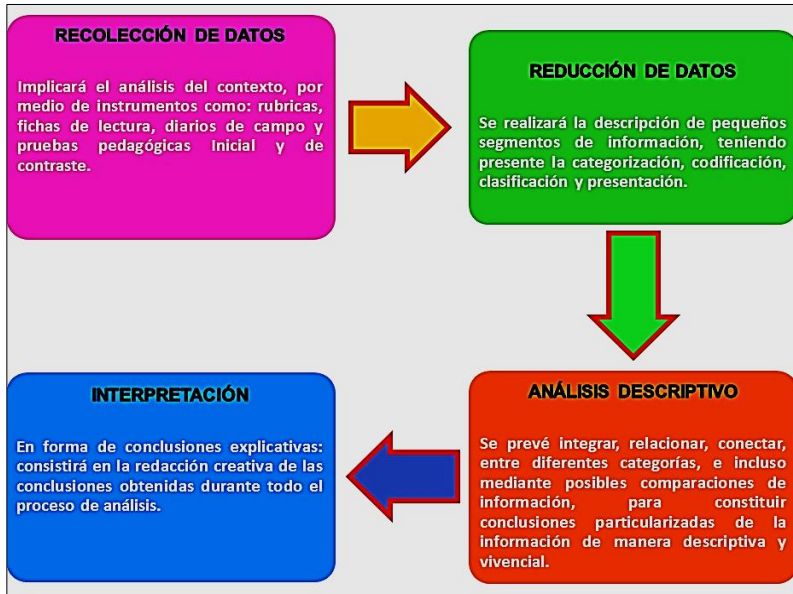 RECOLECCIÓN DE DATOS
Implicará el análisis del contexto, por
medio de instrumentos como: rubricas,
fichas de lectura, diarios de campo y
pruebas pedagógicas Inicial y de
contraste.
REDUCCIÓN DE DATOS
Se realizará la descripción de pequeños
segmentos de información, teniendo
presente la categorización, codificación,
clasificación y presentación.
ANÁLISIS DESCRIPTIVO
Se prevé integrar, relacionar, conectar,
entre diferentes categorías, e incluso
mediante posibles comparaciones de
información, para constituir
conclusiones particularizadas de la
información de manera descriptiva y
vivencial.
INTERPRETACIÓN
En forma de conclusiones explicativas:
consistirá en la redacción creativa de las
conclusiones obtenidas durante todo el
proceso de análisis.